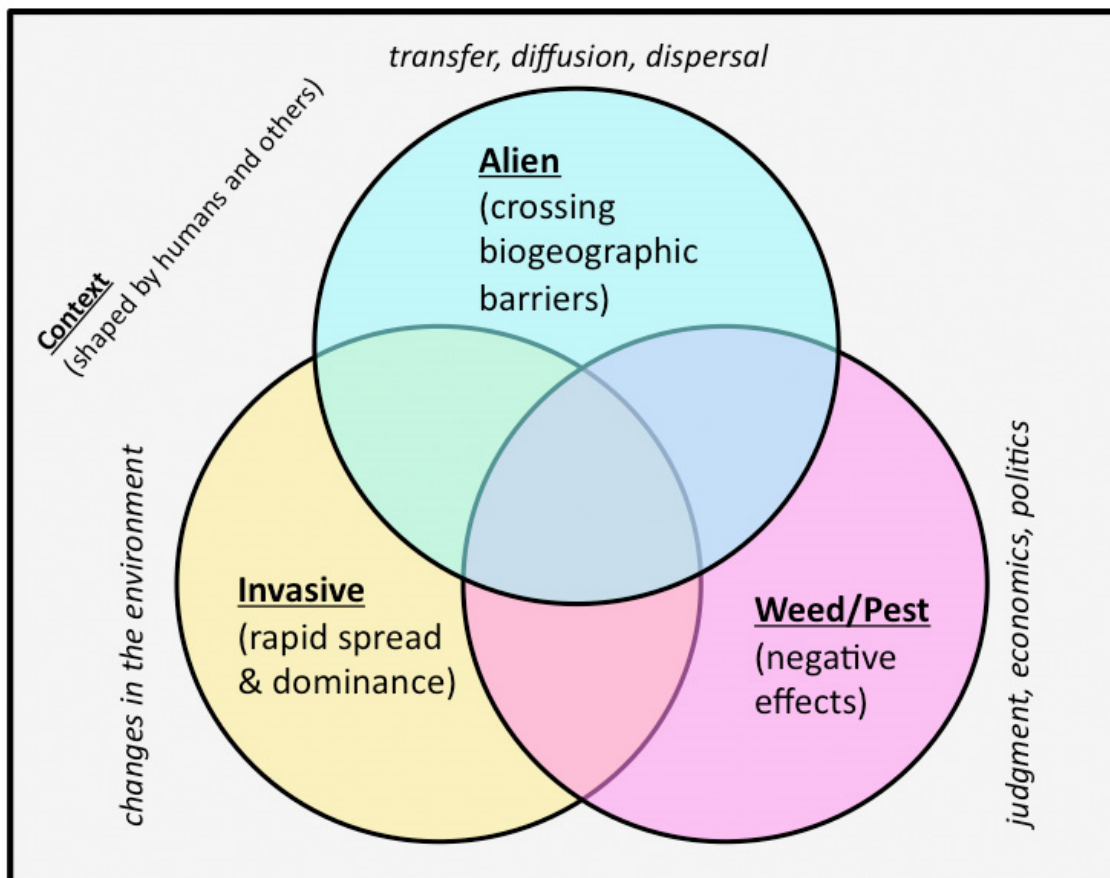 transfer, diffusion, dispersal
Context
(shaped by humans and others)
Alien
(crossing
biogeographic
barriers)
changes in the environment
Invasive
(rapid spread
& dominance)
Weed/Pest
(negative
effects)
judgment, economics, politics